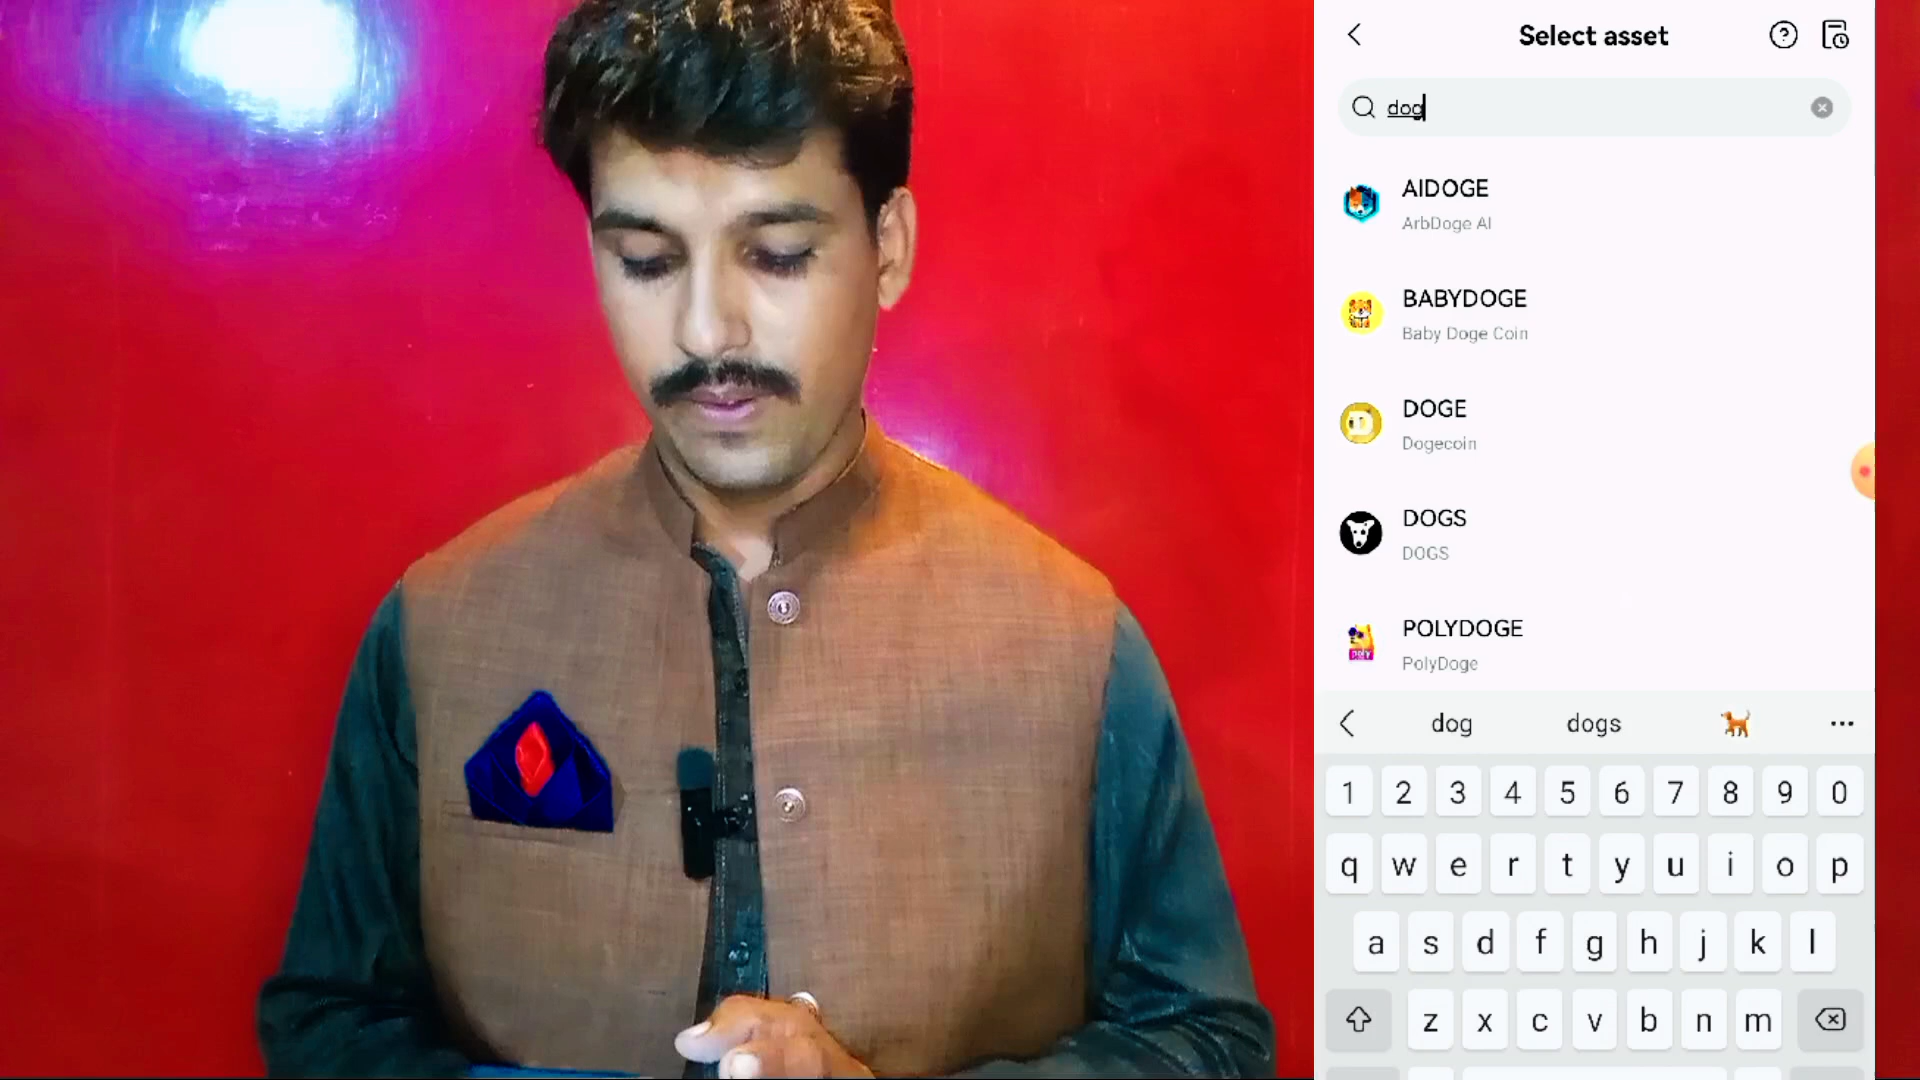 Select asset
dog
AIDOGE
ArbDoge AI
BABYDOGE
Baby Doge Coin
DOGE
Dogecoin
DOGS
DOGS
POLYDOGE
PolyDoge
dog dogs
1 2 3 4 5 6 7 8 9 0
q w e r t y u i o p
a s d f g h j k l
z x c v b n m